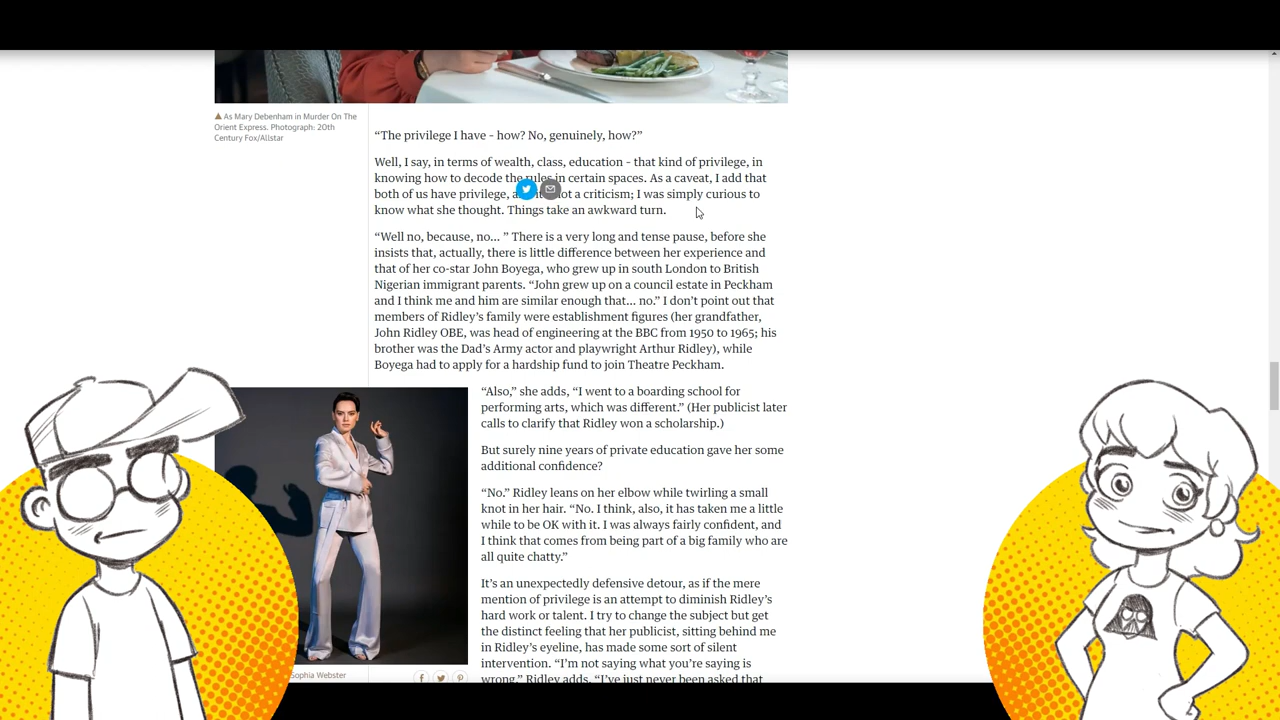 ▲ As Mary Debenham in Murder On The
Orient Express. Photograph: 20th
Century Fox/Allstar
“The privilege I have – how? No, genuinely, how?”
Well, I say, in terms of wealth, class, education – that kind of privilege, in
knowing how to decode the rules in certain spaces. As a caveat, I add that
both of us have privilege, not a criticism; I was simply curious to
know what she thought. Things take an awkward turn.
“Well no, because, no... ” There is a very long and tense pause, before she
insists that, actually, there is little difference between her experience and
that of her co-star John Boyega, who grew up in south London to British
Nigerian immigrant parents. “John grew up on a council estate in Peckham
and I think me and him are similar enough that... no.” I don’t point out that
members of Ridley’s family were establishment figures (her grandfather,
John Ridley OBE, was head of engineering at the BBC from 1950 to 1965; his
brother was the Dad’s Army actor and playwright Arthur Ridley), while
Boyega had to apply for a hardship fund to join Theatre Peckham.
“Also,” she adds, “I went to a boarding school for
performing arts, which was different.” (Her publicist later
calls to clarify that Ridley won a scholarship.)
But surely nine years of private education gave her some
additional confidence?
“No.” Ridley leans on her elbow while twirling a small
knot in her hair. “No. I think, also, it has taken me a little
while to be OK with it. I was always fairly confident, and
I think that comes from being part of a big family who are
all quite chatty.”
It’s an unexpectedly defensive detour, as if the mere
mention of privilege is an attempt to diminish Ridley’s
hard work or talent. I try to change the subject but get
the distinct feeling that her publicist, sitting behind me
in Ridley’s eyeline, has made some sort of silent
intervention. “I’m not saying what you’re saying is
wrong,” Ridley adds. “I’ve just never been asked that
Sophia Webster